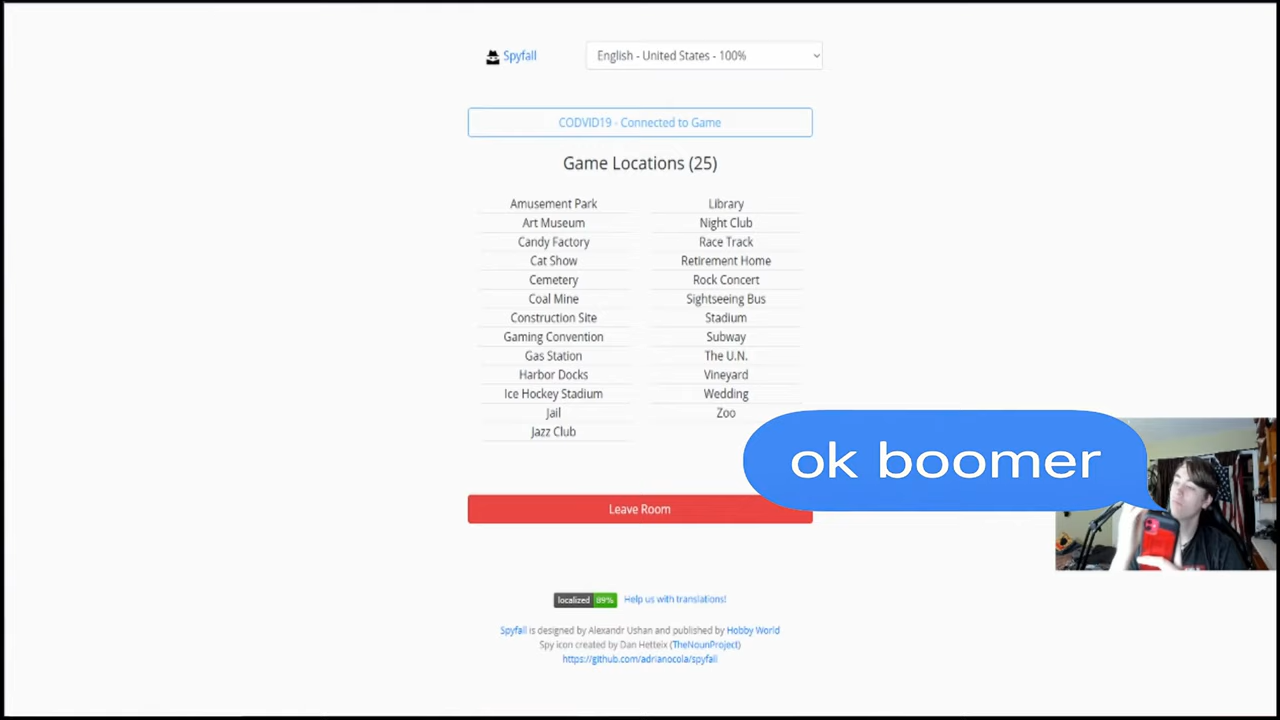 Spyfall
English - United States - 100%
CODVID19 - Connected to Game
Game Locations (25)
Amusement Park
Art Museum
Candy Factory
Cat Show
Cemetery
Coal Mine
Construction Site
Gaming Convention
Gas Station
Harbor Docks
Ice Hockey Stadium
Jail
Jazz Club
Library
Night Club
Race Track
Retirement Home
Rock Concert
Sightseeing Bus
Stadium
Subway
The U.N.
Vineyard
Wedding
Zoo
ok boomer
Leave Room
localized 89% Help us with translations!
Spyfall is designed by Alexandr Ushan and published by Hobby World
Spy icon created by Dan Hetteix (TheNounProject)
https://github.com/adrianocola/spyfall